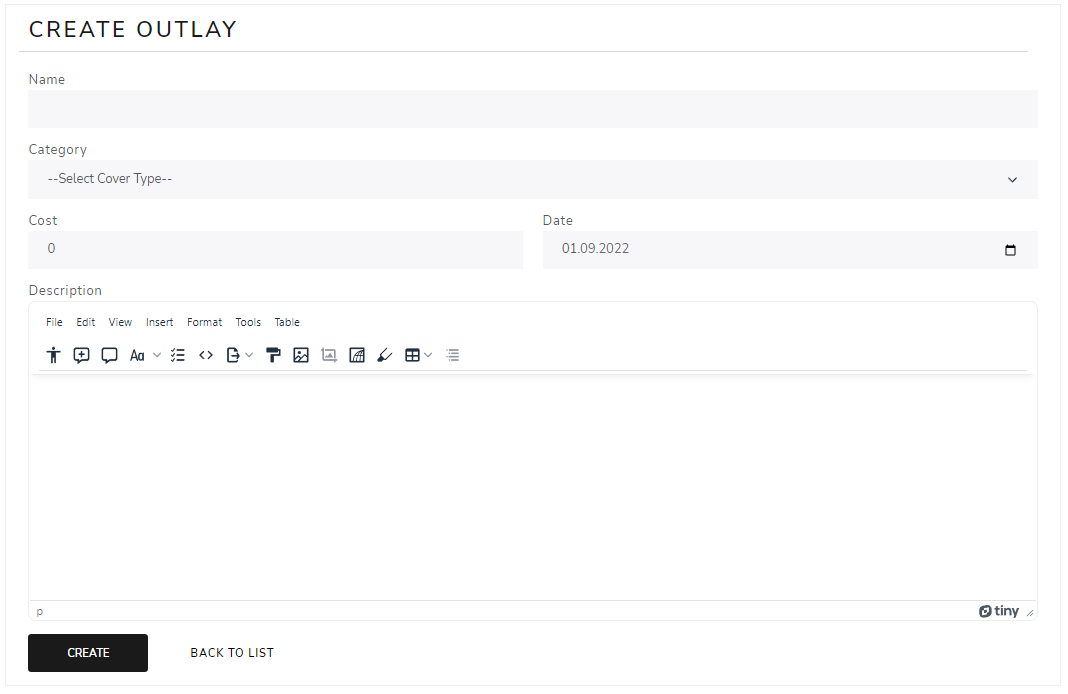 CREATE OUTLAY
Name
Category
--Select Cover Type--
Cost Date
0 01.09.2022
Description
File Edit View Insert Format Tools Table
Aa
p tiny
CREATE BACK TO LIST